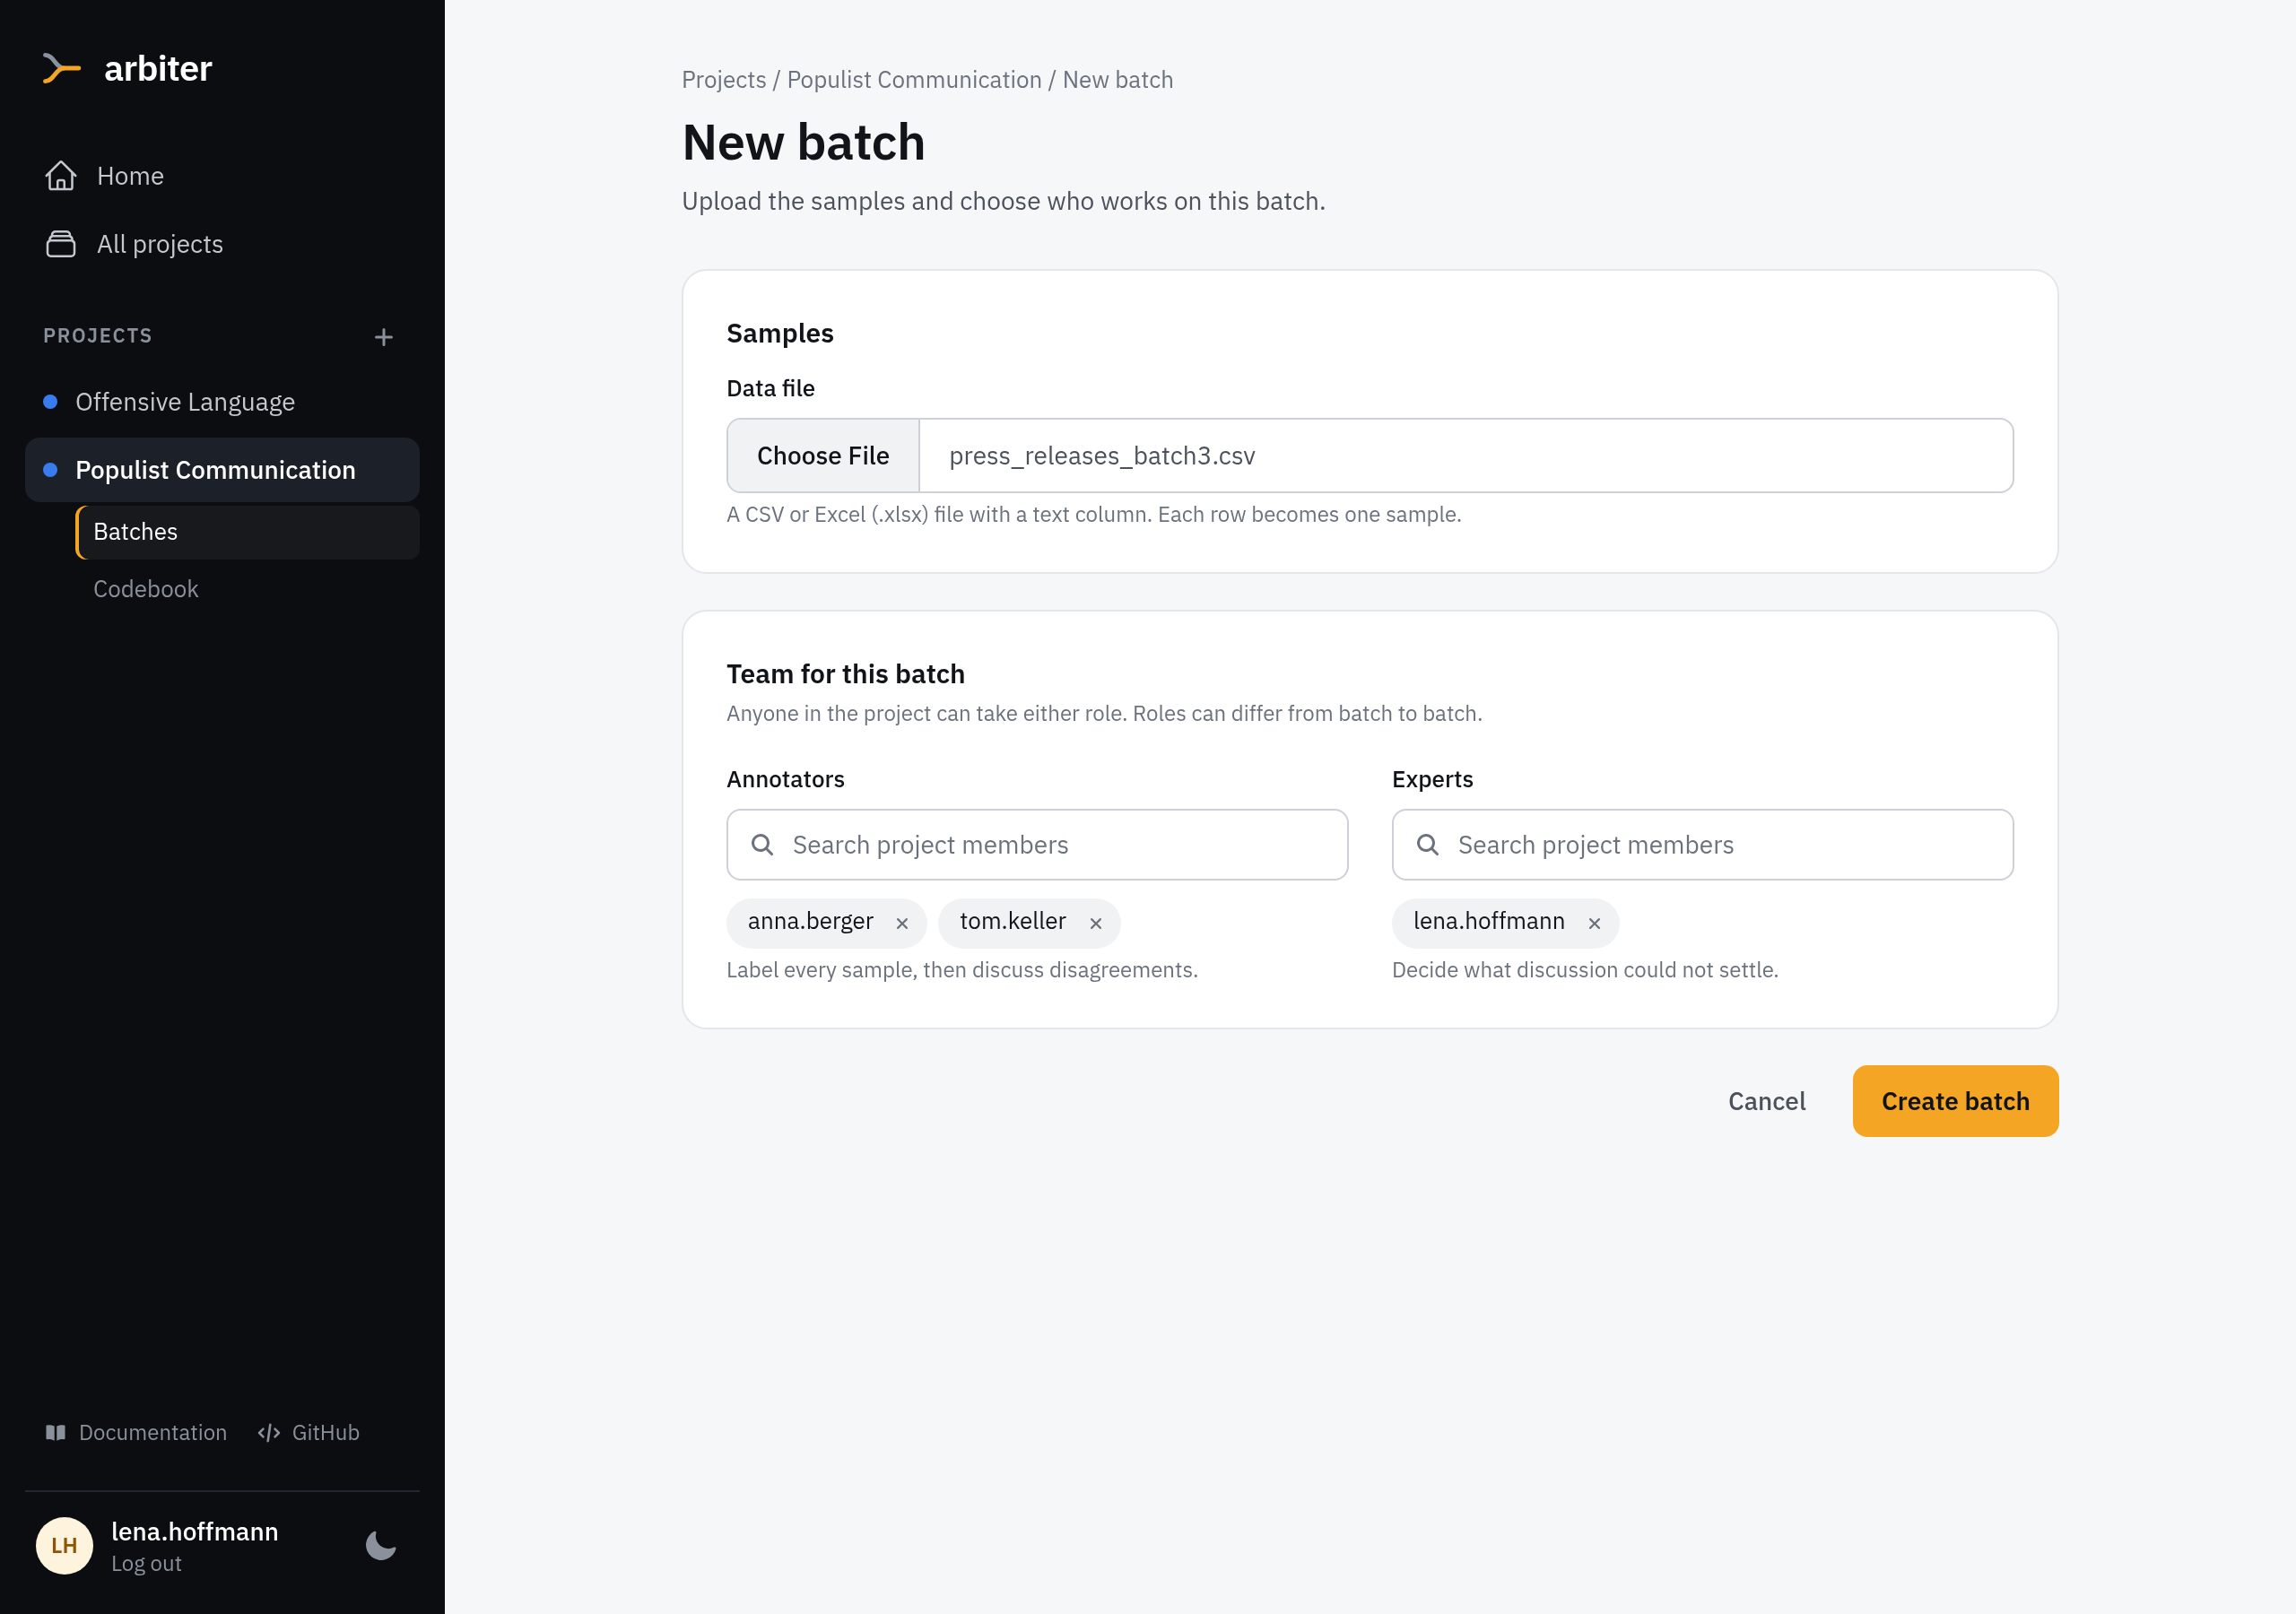 arbiter
Home
All projects
PROJECTS
Offensive Language
Populist Communication
Batches
Codebook
Documentation
GitHub
LH
lena.hoffmann
Log out
Projects / Populist Communication / New batch
New batch
Upload the samples and choose who works on this batch.
Samples
Data file
Choose File press_releases_batch3.csv
A CSV or Excel (.xlsx) file with a text column. Each row becomes one sample.
Team for this batch
Anyone in the project can take either role. Roles can differ from batch to batch.
Annotators
Search project members
anna.berger × tom.keller ×
Label every sample, then discuss disagreements.
Experts
Search project members
lena.hoffmann ×
Decide what discussion could not settle.
Cancel
Create batch